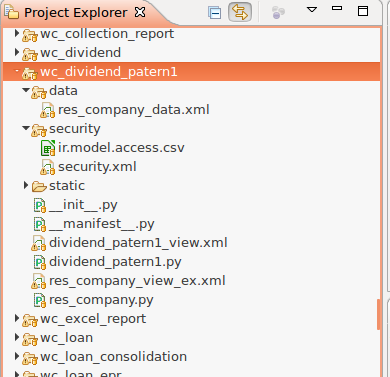 Project Explorer
wc_collection_report
wc_dividend
wc_dividend_patern1
data
res_company_data.xml
security
ir.model.access.csv
security.xml
static
__init__.py
__manifest__.py
dividend_patern1_view.xml
dividend_patern1.py
res_company_view_ex.xml
res_company.py
wc_excel_report
wc_loan
wc_loan_consolidation
wc_loan_epr